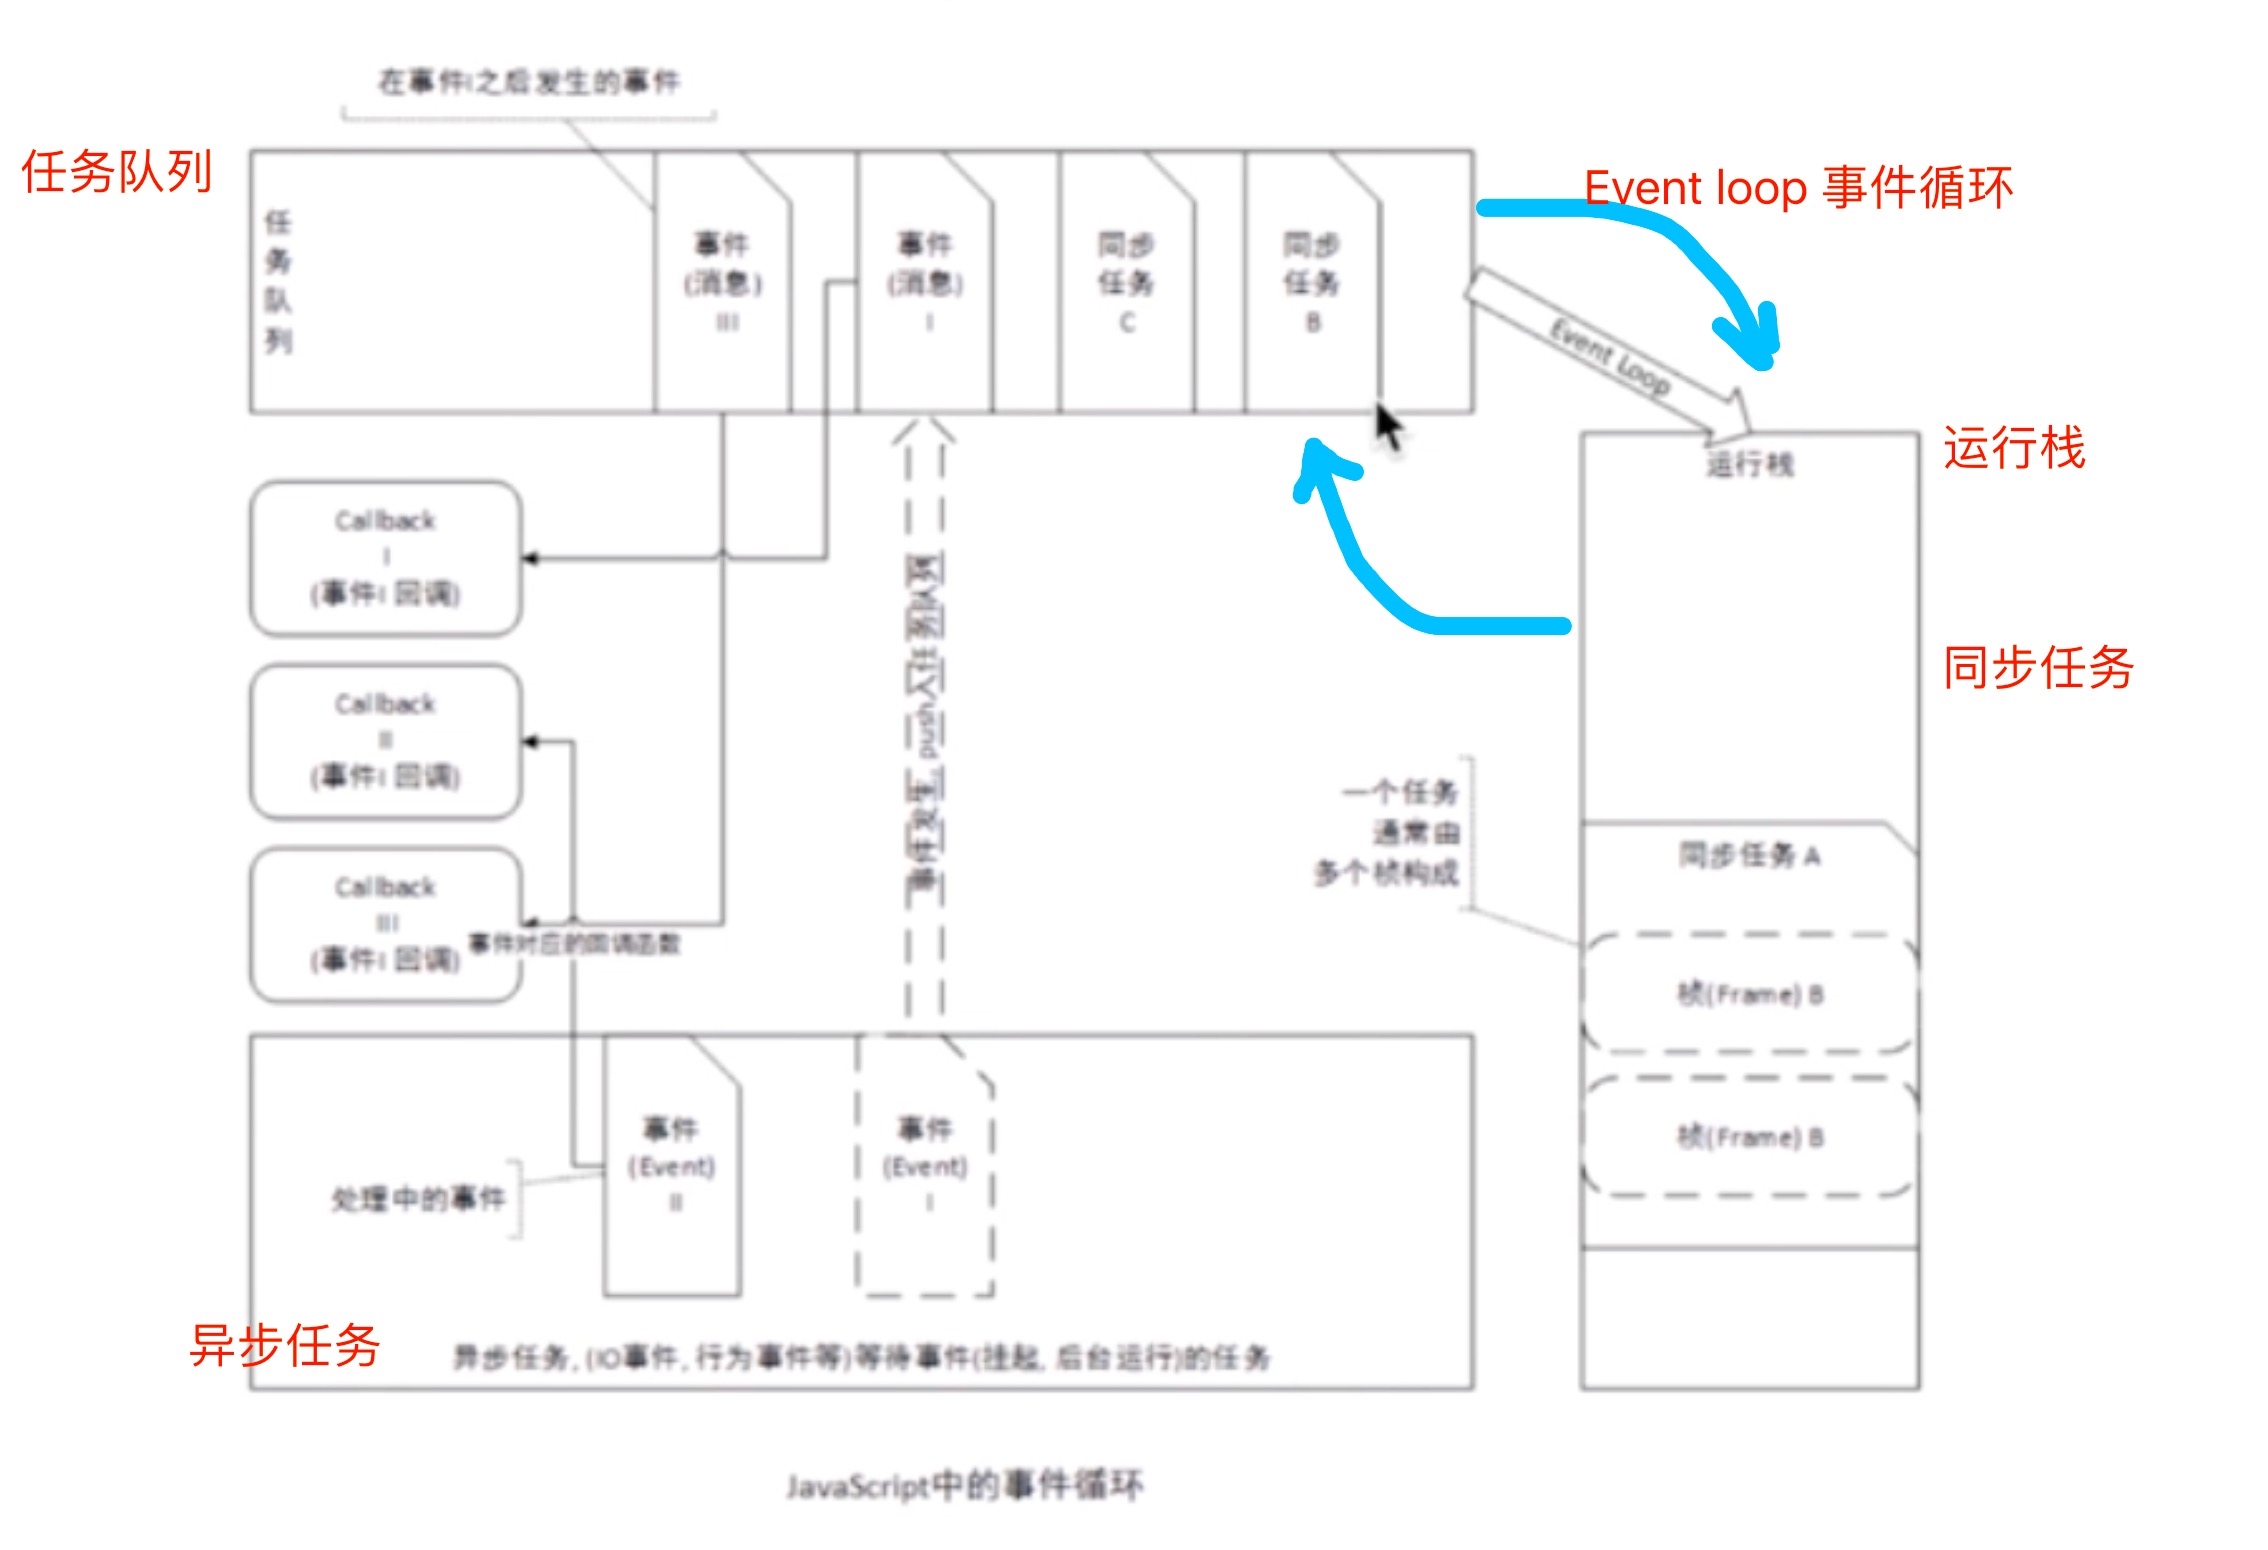 在事件I之后发生的事件
任务队列
Event loop 事件循环
任
务
队
列
事件
(消息)
III
事件
(消息)
I
同步
任务
C
同步
任务
B
Event Loop
运行栈
运行栈
Callback
I
(事件I 回调)
Callback
II
(事件I 回调)
Callback
III
(事件I 回调)
事件对应的回调函数
事件发生, push入任务队列
同步任务
一个任务
通常由
多个桢构成
同步任务 A
桢(Frame) B
桢(Frame) B
事件
(Event)
II
事件
(Event)
I
处理中的事件
异步任务
异步任务, (IO事件, 行为事件等)等待事件(挂起, 后台运行)的任务
JavaScript中的事件循环